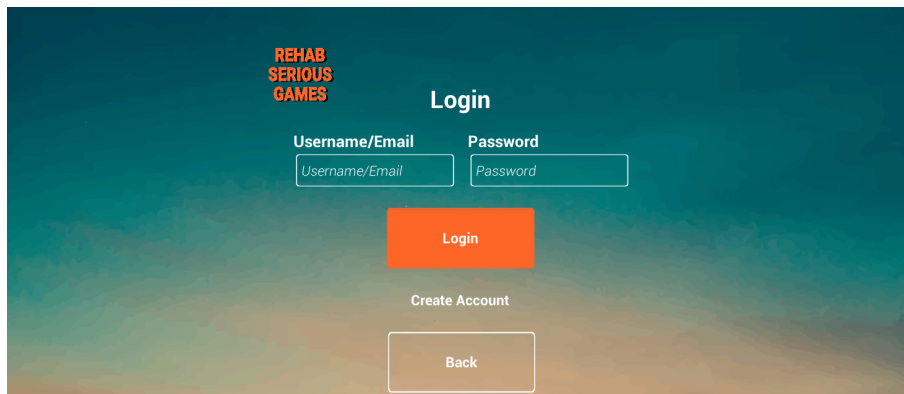 REHAB
SERIOUS
GAMES
Login
Username/Email Password
Username/Email Password
Login
Create Account
Back